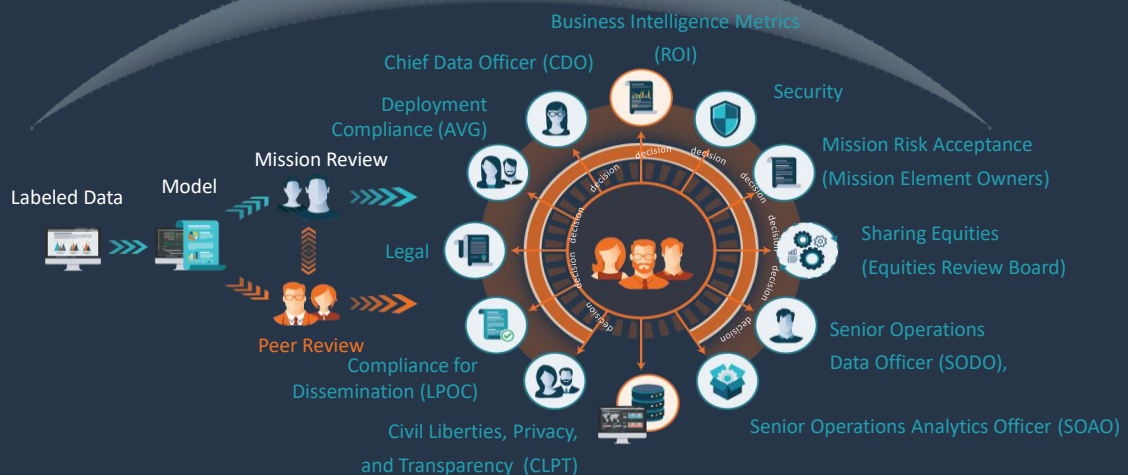 Business Intelligence Metrics
(ROI)
Chief Data Officer (CDO)
Security
Deployment
Compliance (AVG)
Mission Risk Acceptance
(Mission Element Owners)
Mission Review
Model
Labeled Data
Legal
Sharing Equities
(Equities Review Board)
Peer Review
Senior Operations
Data Officer (SODO),
Compliance for
Dissemination (LPOC)
Senior Operations Analytics Officer (SOAO)
Civil Liberties, Privacy,
and Transparency (CLPT)
decision
decision
decision
decision
decision
decision
decision
decision
decision
decision
decision